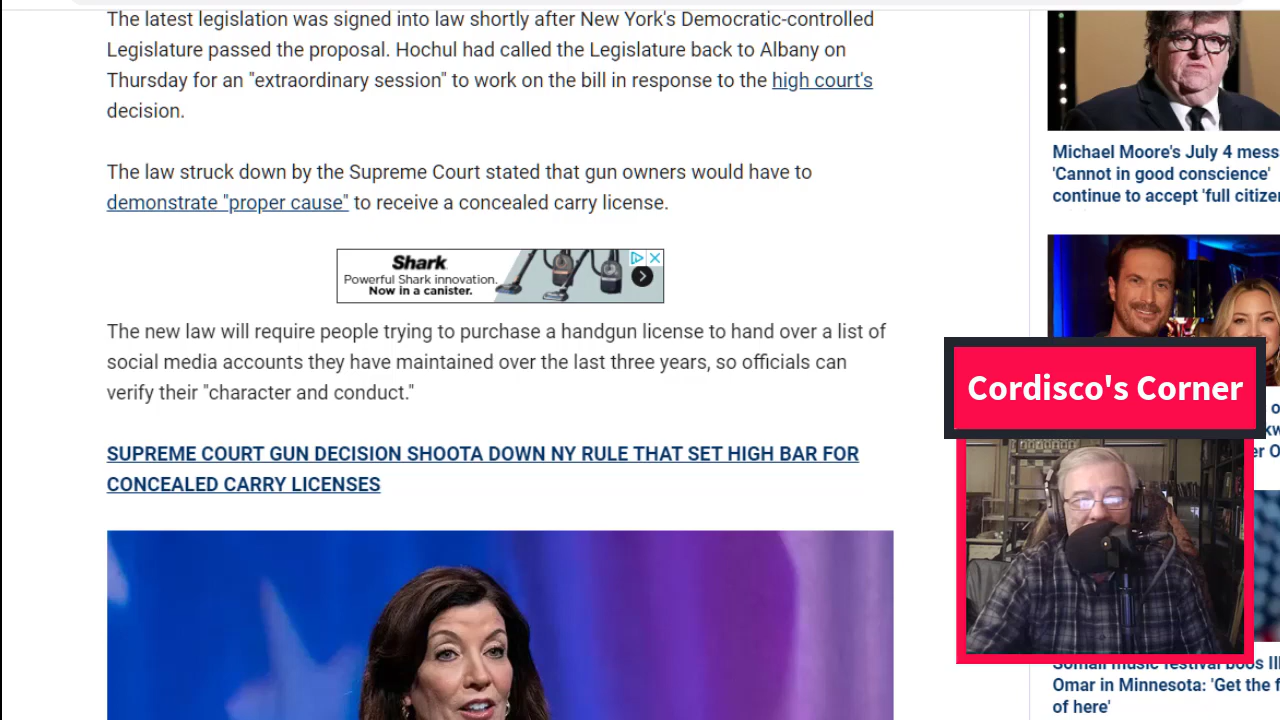 The latest legislation was signed into law shortly after New York's Democratic-controlled
Legislature passed the proposal. Hochul had called the Legislature back to Albany on
Thursday for an "extraordinary session" to work on the bill in response to the high court's
decision.
The law struck down by the Supreme Court stated that gun owners would have to
demonstrate "proper cause" to receive a concealed carry license.
Shark
Powerful Shark innovation.
Now in a canister.
The new law will require people trying to purchase a handgun license to hand over a list of
social media accounts they have maintained over the last three years, so officials can
verify their "character and conduct."
SUPREME COURT GUN DECISION SHOOTA DOWN NY RULE THAT SET HIGH BAR FOR
CONCEALED CARRY LICENSES
Michael Moore's July 4 mess
'Cannot in good conscience'
continue to accept 'full citize
Cordisco's Corner
Somali music festival boos Ill
Omar in Minnesota: 'Get the f
of here'